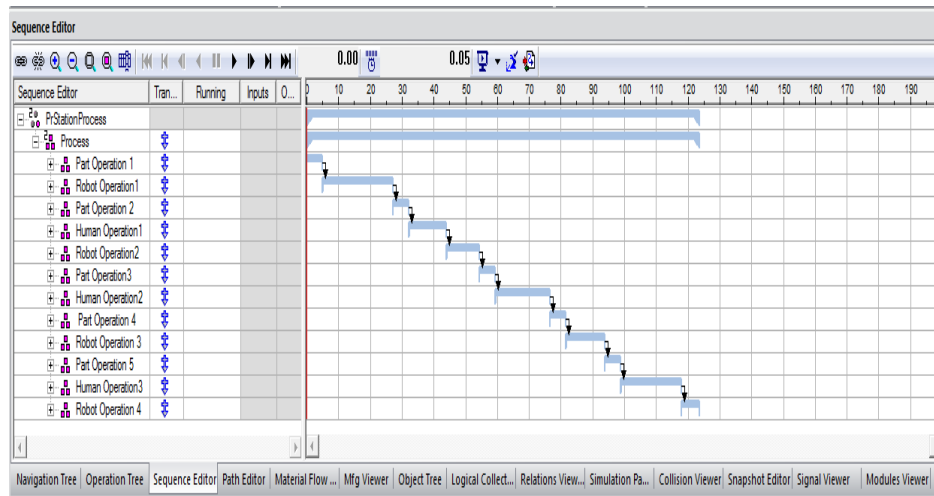 Sequence Editor
0.00 0.05
Sequence Editor Tran... Running Inputs O... 0 10 20 30 40 50 60 70 80 90 100 110 120 130 140 150 160 170 180 190
PrStationProcess
Process
Part Operation 1
Robot Operation1
Part Operation 2
Human Operation1
Robot Operation2
Part Operation3
Human Operation2
Part Operation 4
Robot Operation 3
Part Operation 5
Human Operation3
Robot Operation 4
Navigation Tree Operation Tree Sequence Editor Path Editor Material Flow ... Mfg Viewer Object Tree Logical Collect... Relations View... Simulation Pa... Collision Viewer Snapshot Editor Signal Viewer Modules Viewer